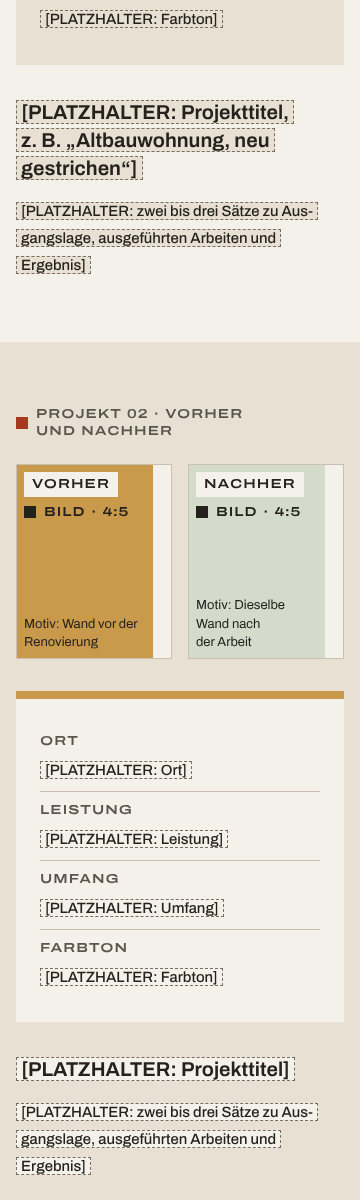 [PLATZHALTER: Farbton]
[PLATZHALTER: Projekttitel,
z. B. „Altbauwohnung, neu
gestrichen“]
[PLATZHALTER: zwei bis drei Sätze zu Aus-
gangslage, ausgeführten Arbeiten und
Ergebnis]
PROJEKT 02 · VORHER
UND NACHHER
VORHER
BILD · 4:5
Motiv: Wand vor der
Renovierung
NACHHER
BILD · 4:5
Motiv: Dieselbe
Wand nach
der Arbeit
ORT
[PLATZHALTER: Ort]
LEISTUNG
[PLATZHALTER: Leistung]
UMFANG
[PLATZHALTER: Umfang]
FARBTON
[PLATZHALTER: Farbton]
[PLATZHALTER: Projekttitel]
[PLATZHALTER: zwei bis drei Sätze zu Aus-
gangslage, ausgeführten Arbeiten und
Ergebnis]